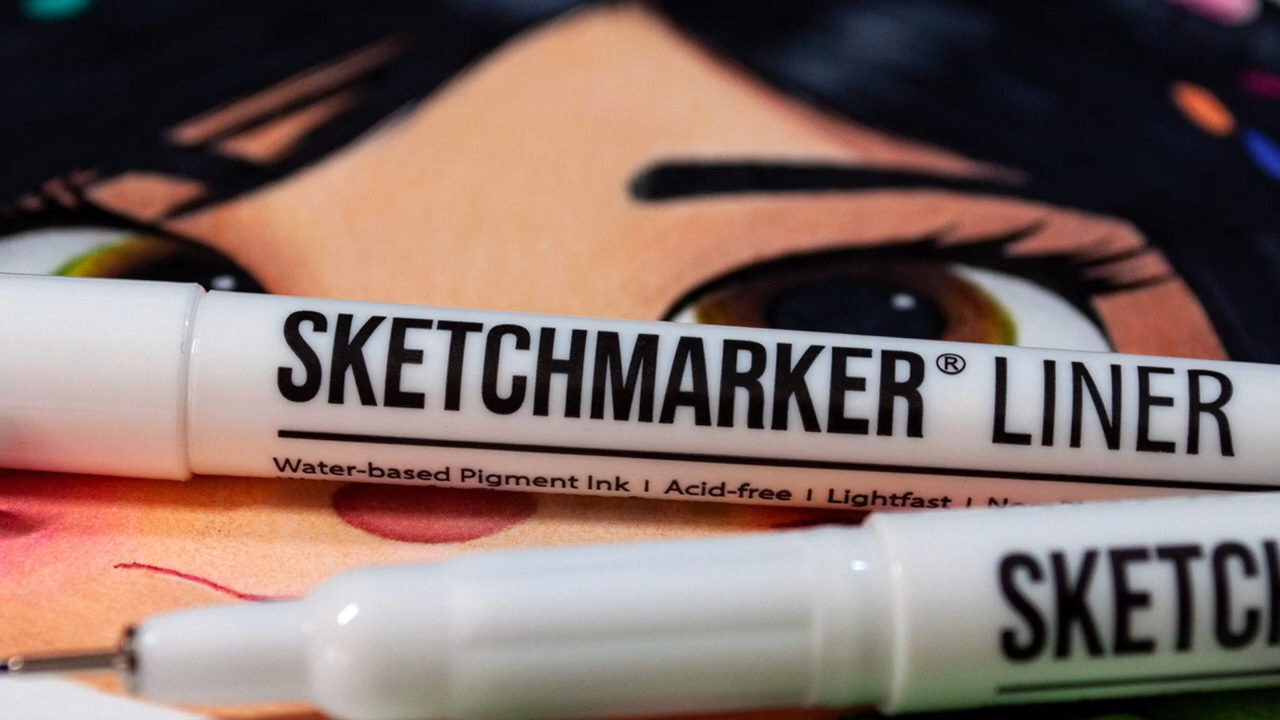 SKETCHMARKER® LINER
Water-based Pigment Ink | Acid-free | Lightfast |
SKETCH